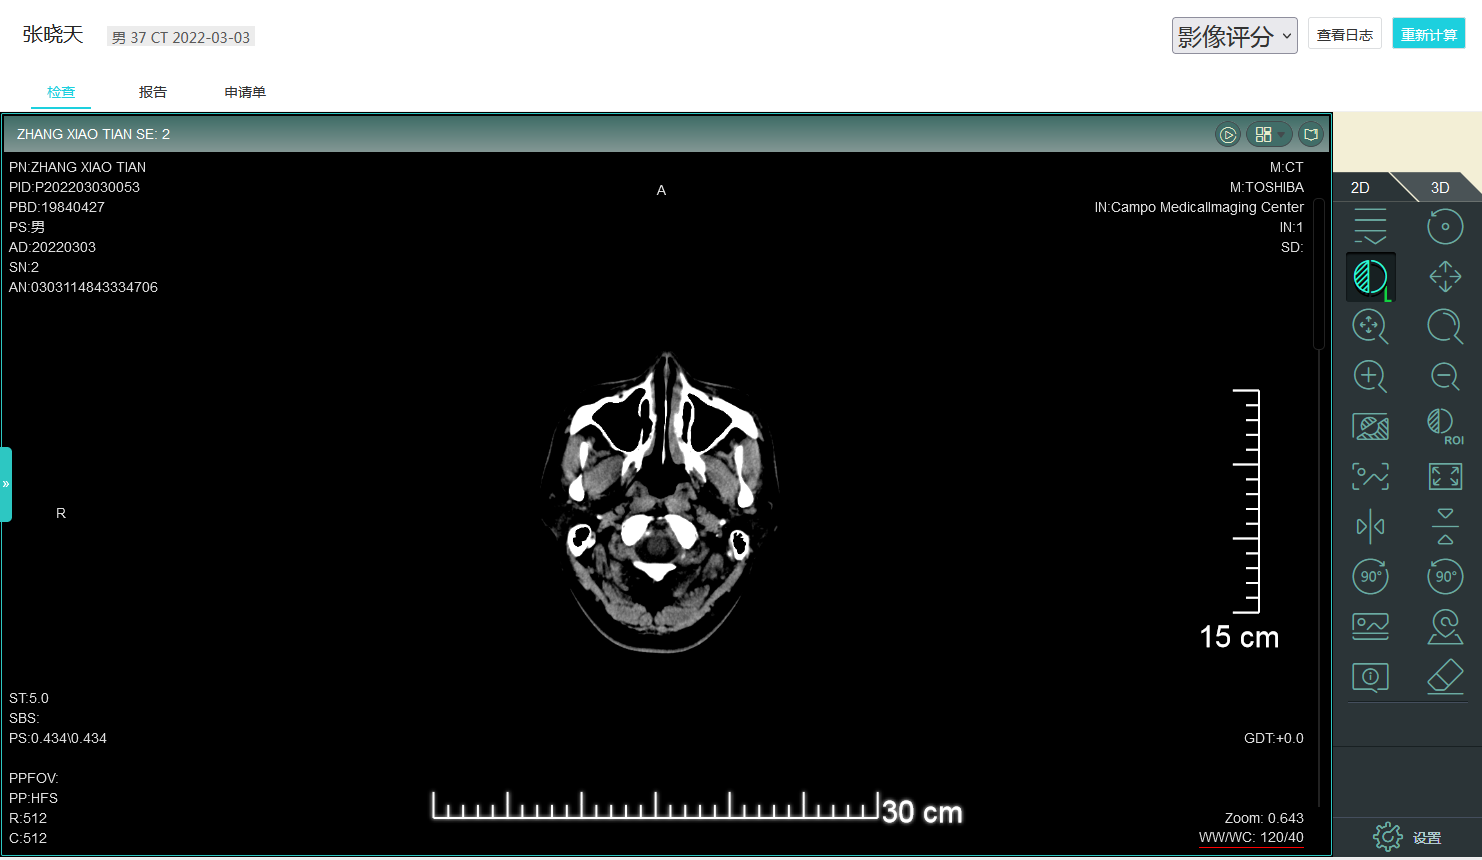 张晓天
男 37 CT 2022-03-03
影像评分
查看日志
重新计算
检查
报告
申请单
ZHANG XIAO TIAN SE: 2
PN:ZHANG XIAO TIAN
PID:P202203030053
PBD:19840427
PS:男
AD:20220303
SN:2
AN:0303114843334706
A
M:CT
M:TOSHIBA
IN:Campo MedicalImaging Center
IN:1
SD:
R
15 cm
ST:5.0
SBS:
PS:0.434\0.434
PPFOV:
PP:HFS
R:512
C:512
30 cm
GDT:+0.0
Zoom: 0.643
WW/WC: 120/40
2D
3D
L
ROI
90°
90°
设置